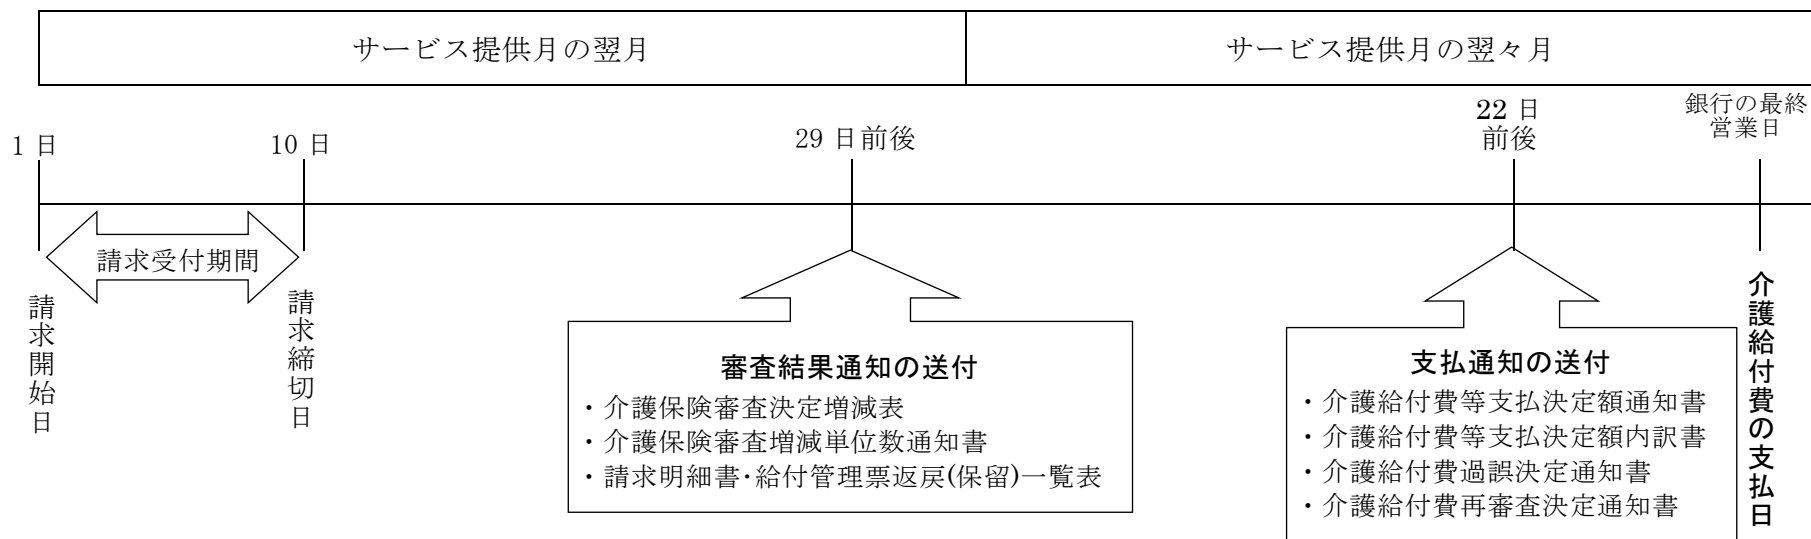 サービス提供月の翌月
サービス提供月の翌々月
1 日
10 日
29 日前後
22 日
前後
銀行の最終
営業日
請求受付期間
請求開始日
請求締切日
審査結果通知の送付
・介護保険審査決定増減表
・介護保険審査増減単位数通知書
・請求明細書・給付管理票返戻(保留)一覧表
支払通知の送付
・介護給付費等支払決定額通知書
・介護給付費等支払決定額内訳書
・介護給付費過誤決定通知書
・介護給付費再審査決定通知書
介護給付費の支払日